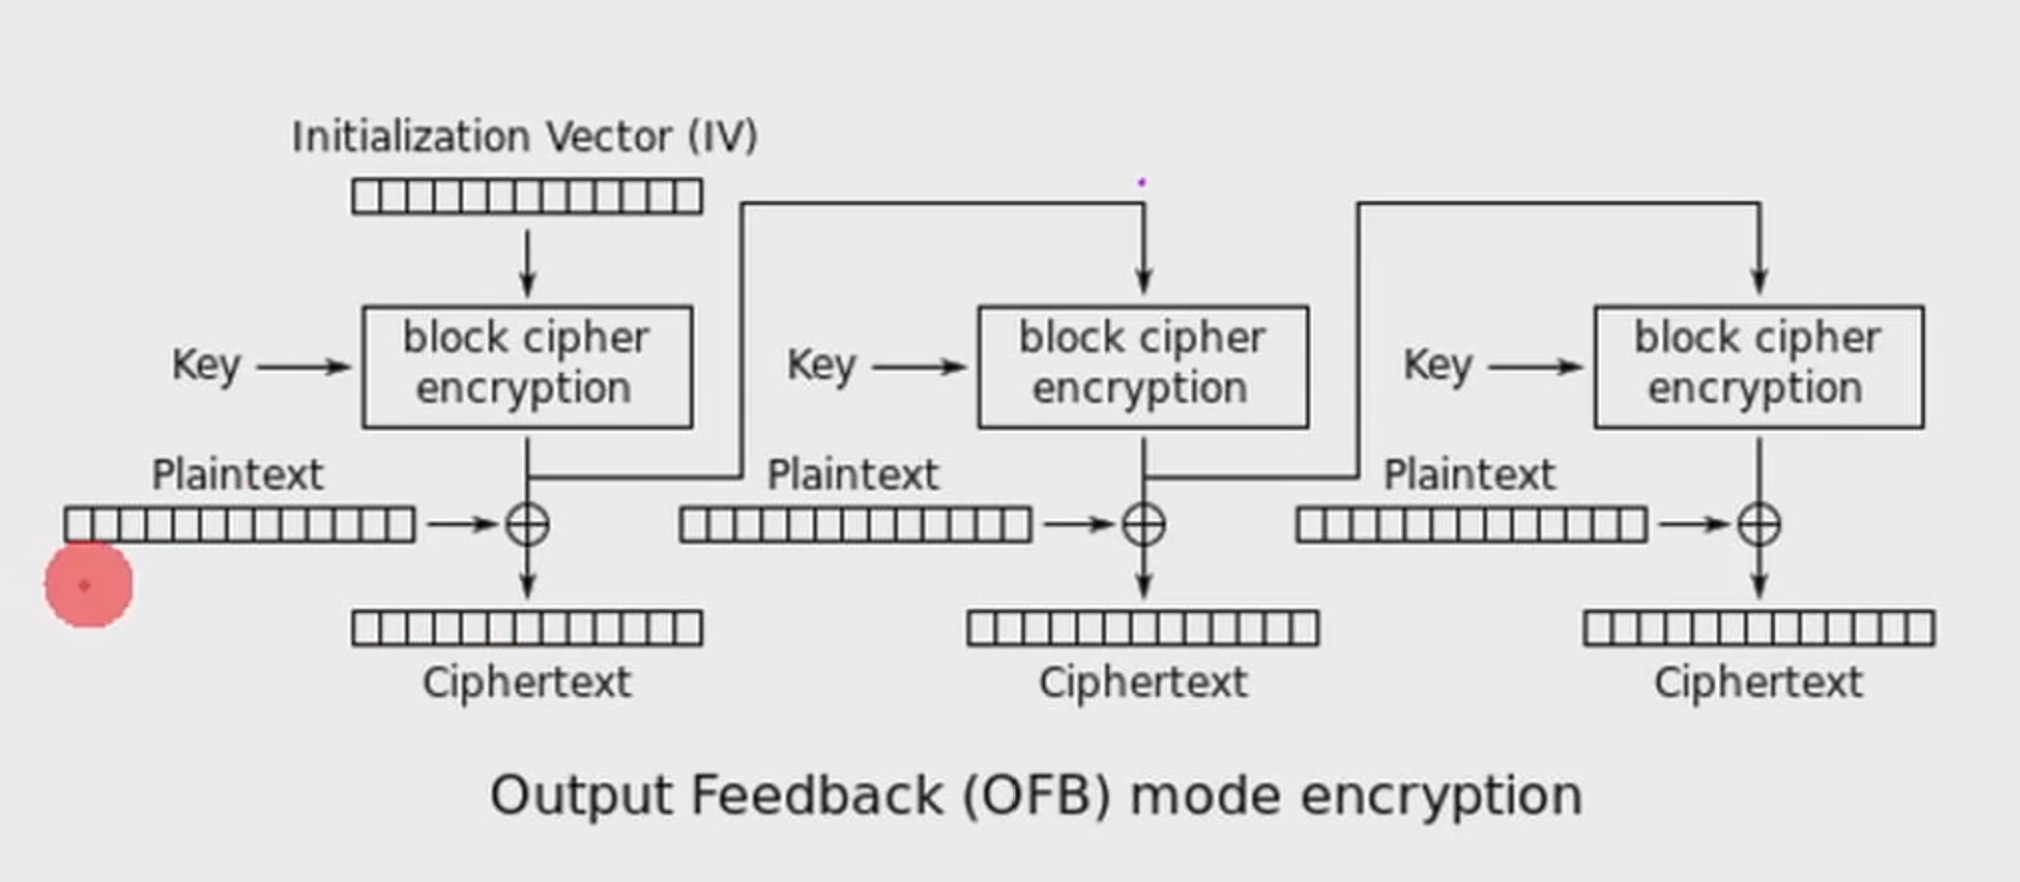 Initialization Vector (IV)
Key
block cipher
encryption
Key
block cipher
encryption
Key
block cipher
encryption
Plaintext
Plaintext
Plaintext
Ciphertext
Ciphertext
Ciphertext
Output Feedback (OFB) mode encryption